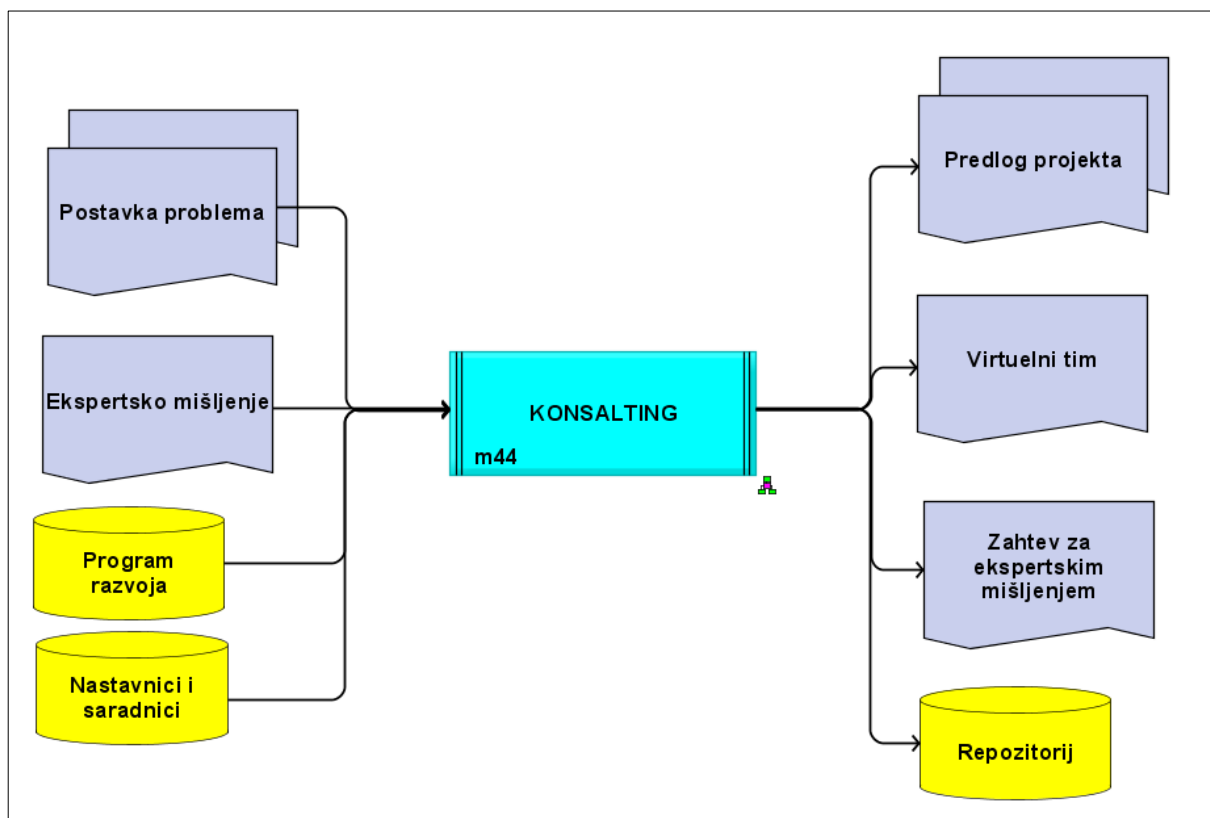 Postavka problema
Ekspertsko mišljenje
Program
razvoja
Nastavnici i
saradnici
KONSALTING
m44
Predlog projekta
Virtuelni tim
Zahtev za
ekspertskim
mišljenjem
Repozitorij